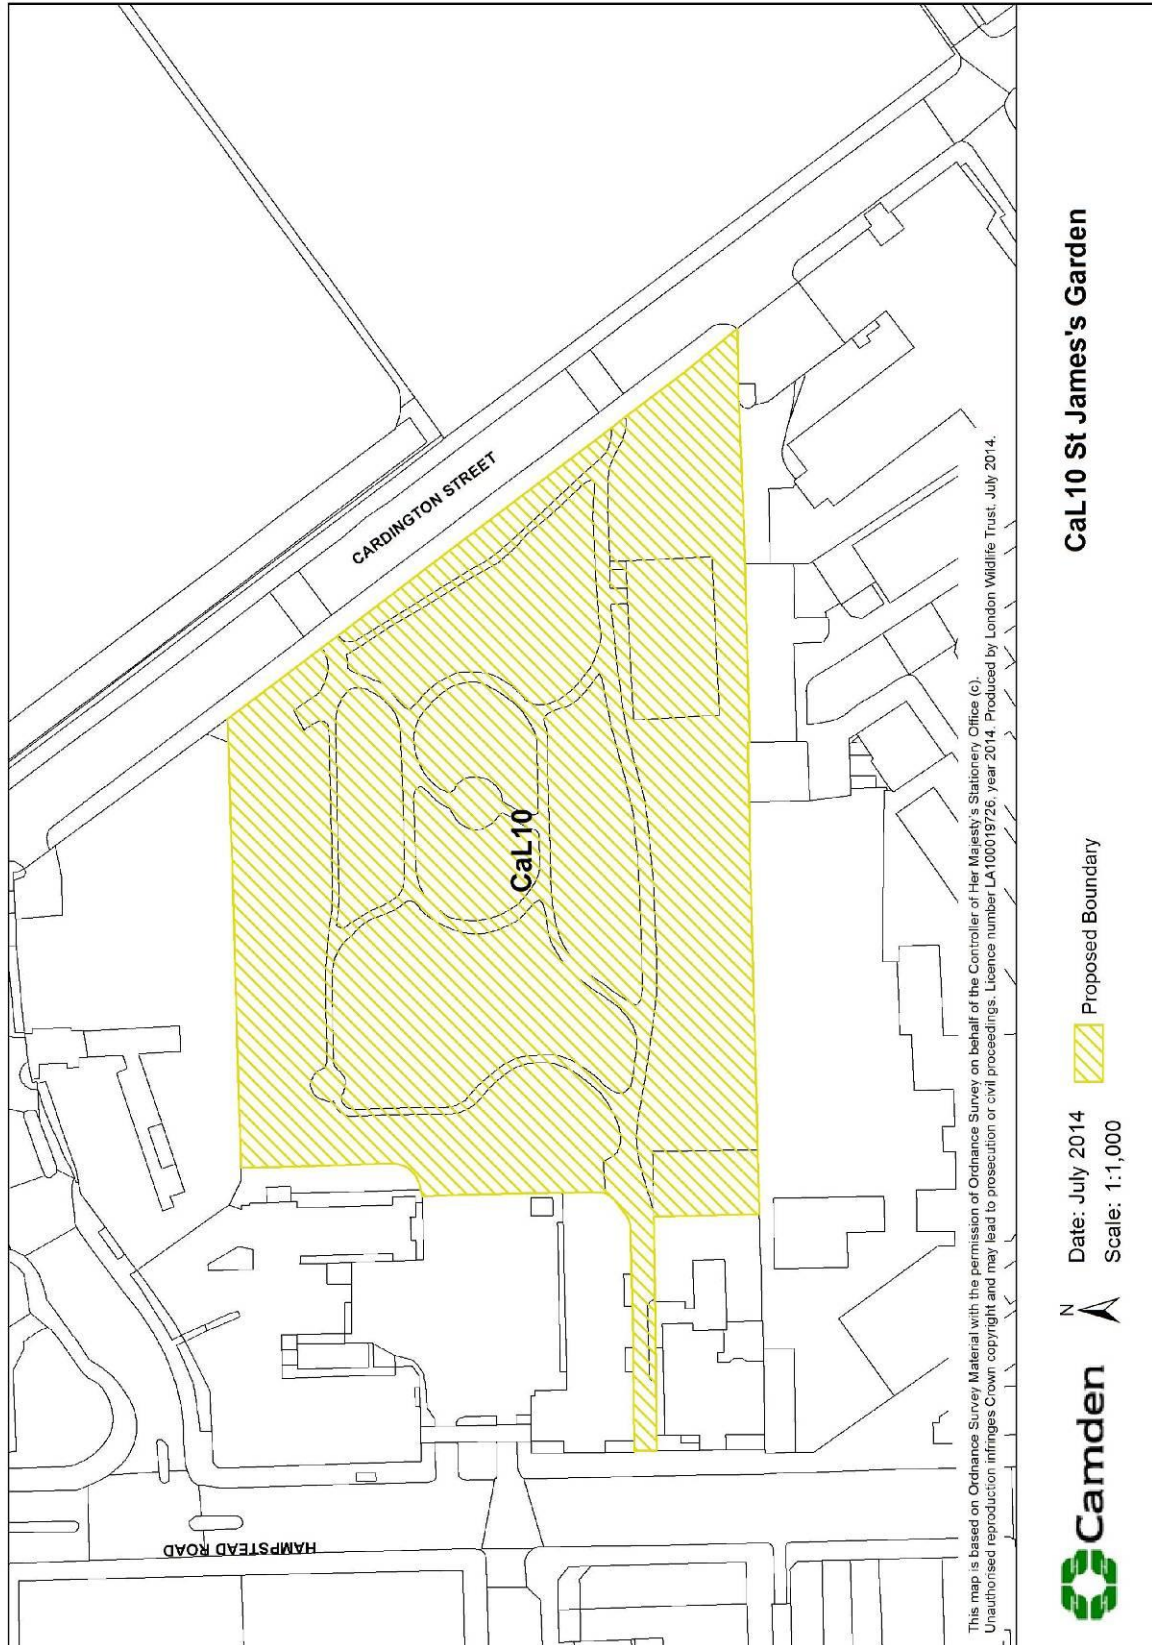 CARDINGTON STREET
CaL10
HAMPSTEAD ROAD
This map is based on Ordnance Survey Material with the permission of Ordnance Survey on behalf of the Controller of Her Majesty's Stationery Office (c).
Unauthorised reproduction infringes Crown copyright and may lead to prosecution or civil proceedings. Licence number LA100019726, year 2014. Produced by London Wildlife Trust, July 2014.
Camden
N
Date: July 2014
Scale: 1:1,000
Proposed Boundary
CaL10 St James's Garden